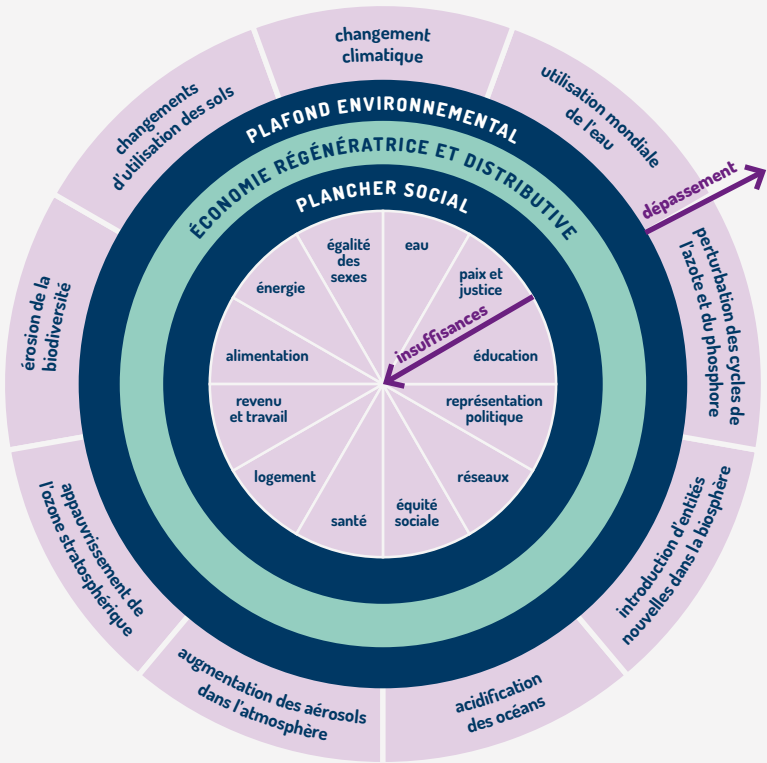 changement
climatique
utilisation mondiale
de l'eau
dépassement
perturbation des cycles de
l'azote et du phosphore
introduction d'entités
nouvelles dans la biosphère
acidification
des océans
augmentation des aérosols
dans l'atmosphère
appauvrissement de
l'ozone stratosphérique
érosion de la
biodiversité
changements
d'utilisation des sols
PLAFOND ENVIRONNEMENTAL
ÉCONOMIE RÉGÉNÉRATRICE ET DISTRIBUTIVE
PLANCHER SOCIAL
eau
paix et
justice
insuffisances
éducation
représentation
politique
réseaux
équité
sociale
santé
logement
revenu
et travail
alimentation
énergie
égalité
des
sexes